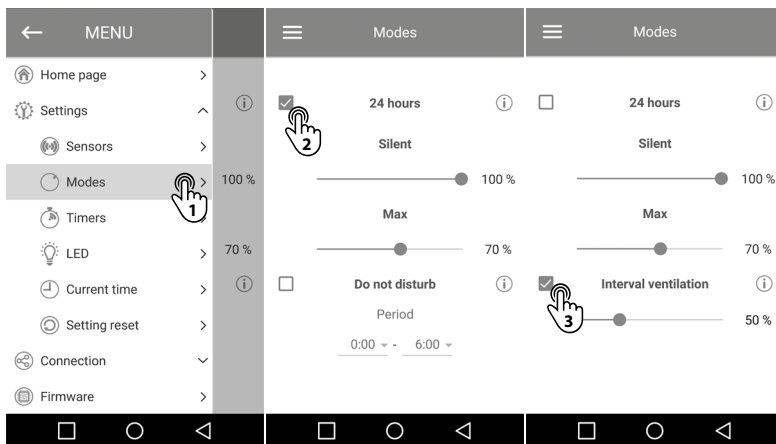 MENU
Home page
Settings
Sensors
Modes
1
Timers
LED
Current time
Setting reset
Connection
Firmware
100 %
70 %
Modes
24 hours
2
Silent
100 %
Max
70 %
Do not disturb
Period
0:00 - 6:00
Modes
24 hours
Silent
100 %
Max
70 %
Interval ventilation
3
50 %